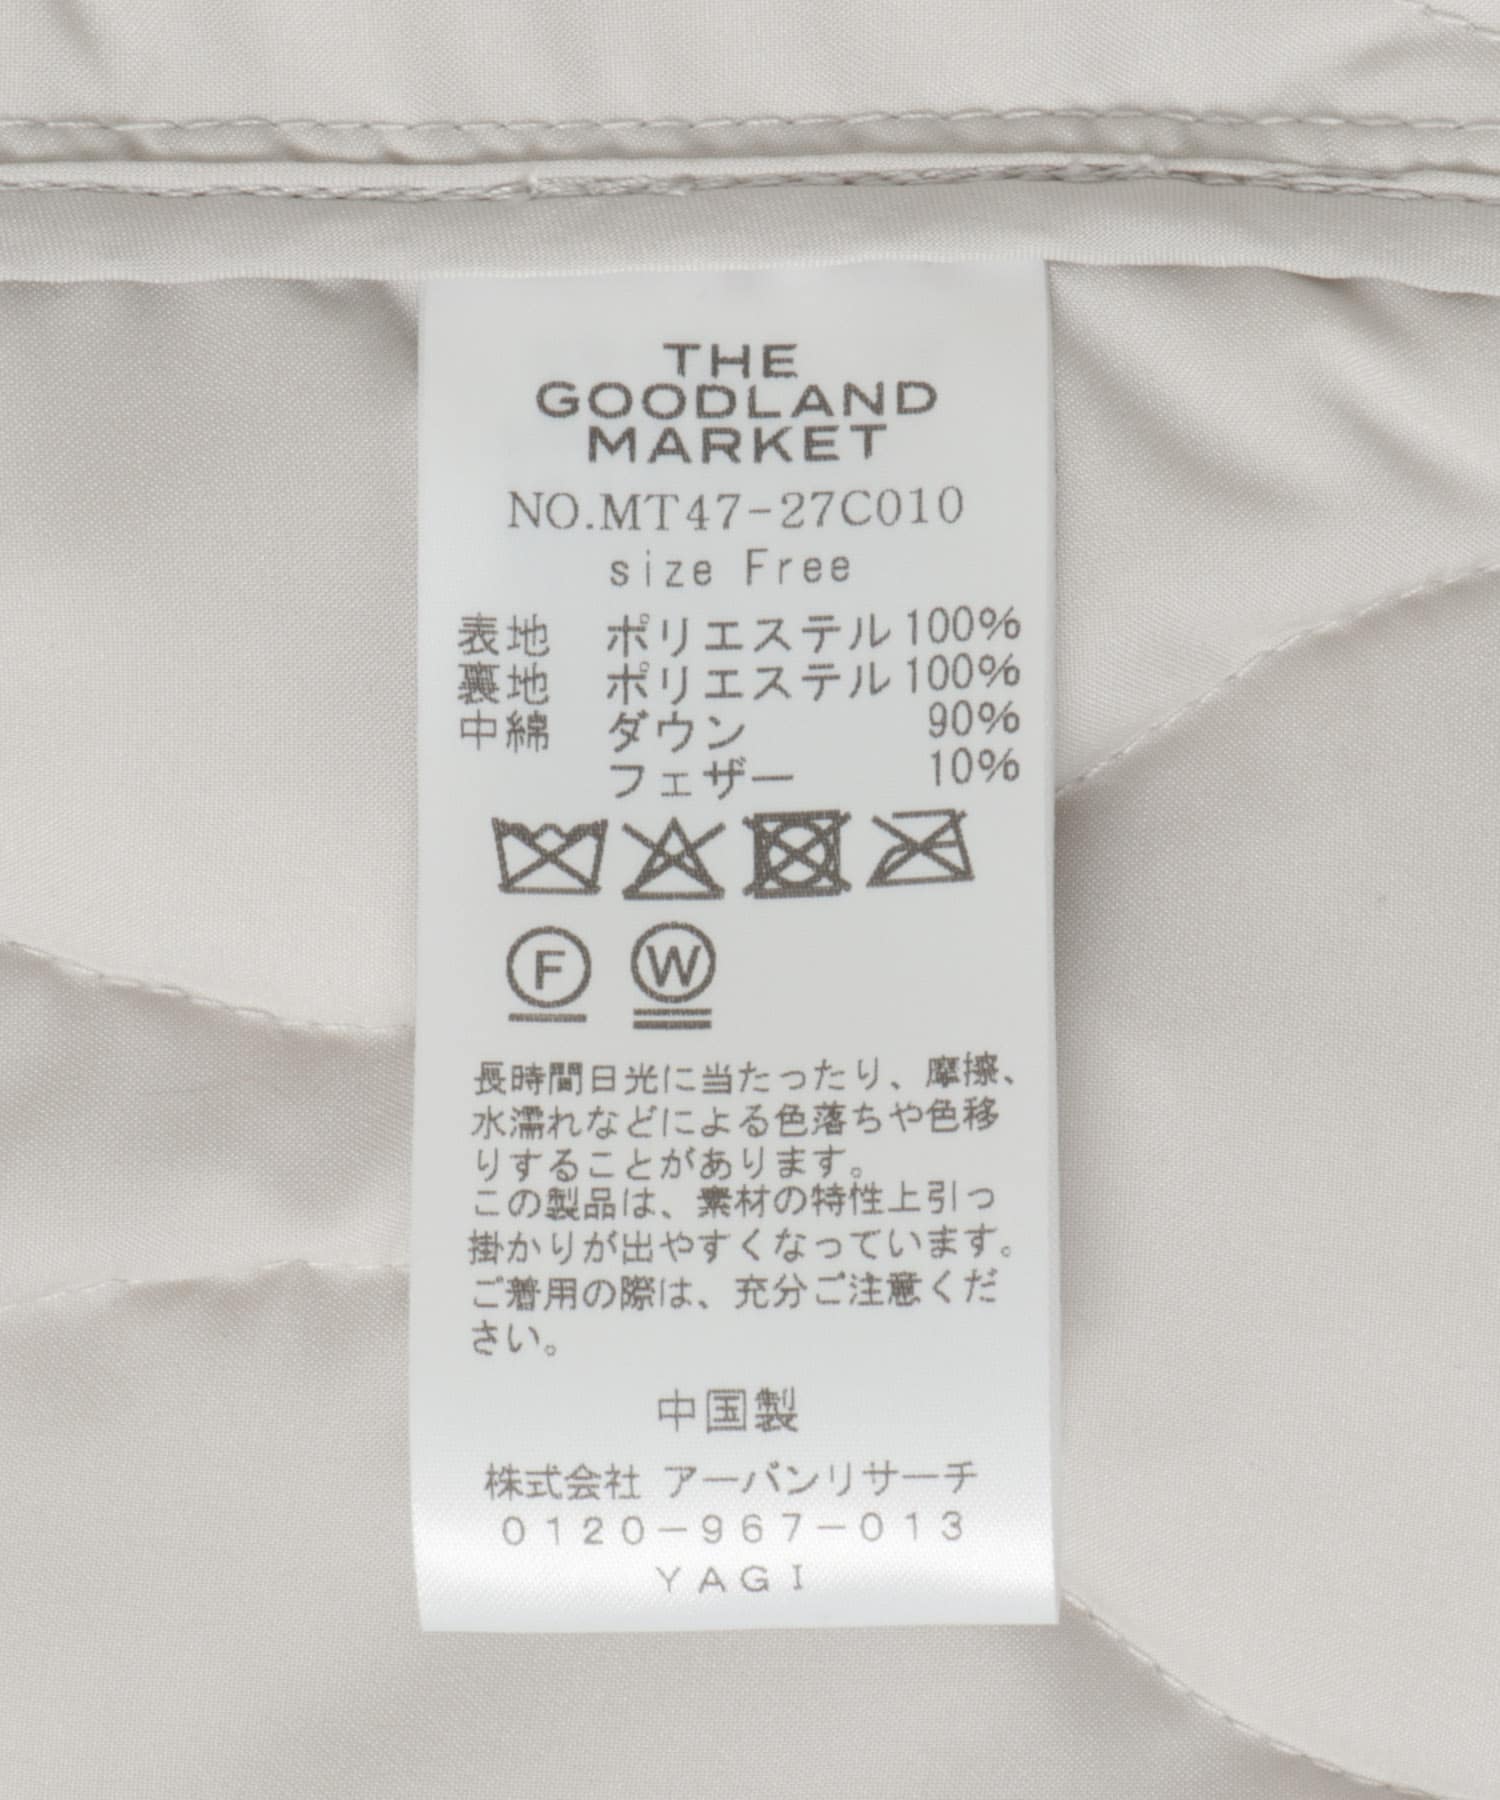 THE
GOODLAND
MARKET
NO.MT47-27C010
size Free
表地 ポリエステル 100%
裏地 ポリエステル 100%
中綿 ダウン 90%
フェザー 10%
F W
長時間日光に当たったり、摩擦、
水濡れなどによる色落ちや色移
りすることがあります。
この製品は、素材の特性上引っ
掛かりが出やすくなっています。
ご着用の際は、充分ご注意くだ
さい。
中国製
株式会社 アーバンリサーチ
0120-967-013
YAGI